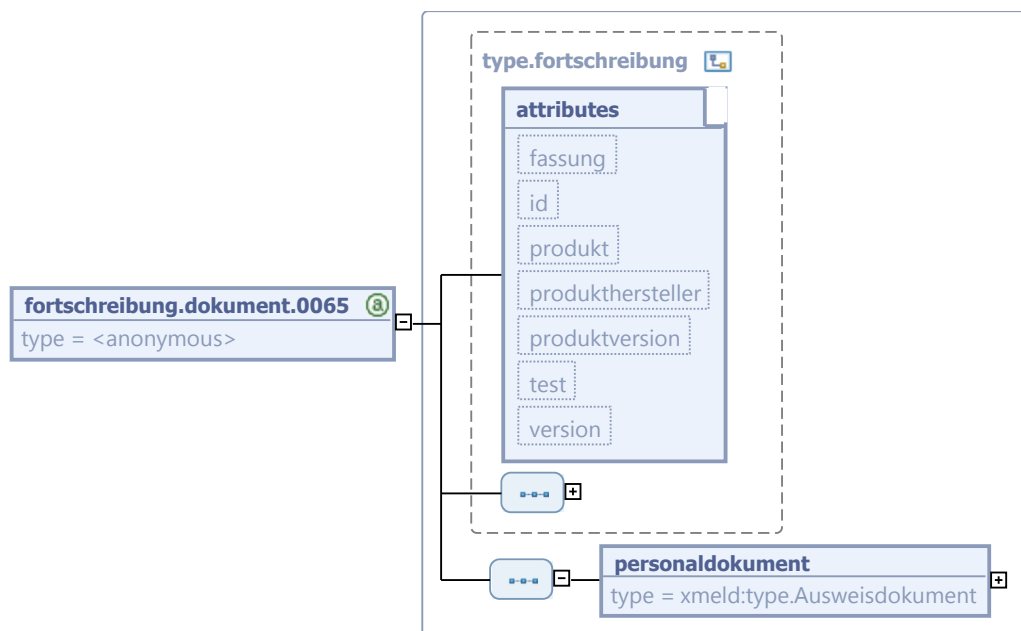 type.fortschreibung
attributes
fassung
id
produkt
produkthersteller
produktversion
test
version
fortschreibung.dokument.0065 @
type = <anonymous>
personaldokument
type = xmeld:type.Ausweisdokument